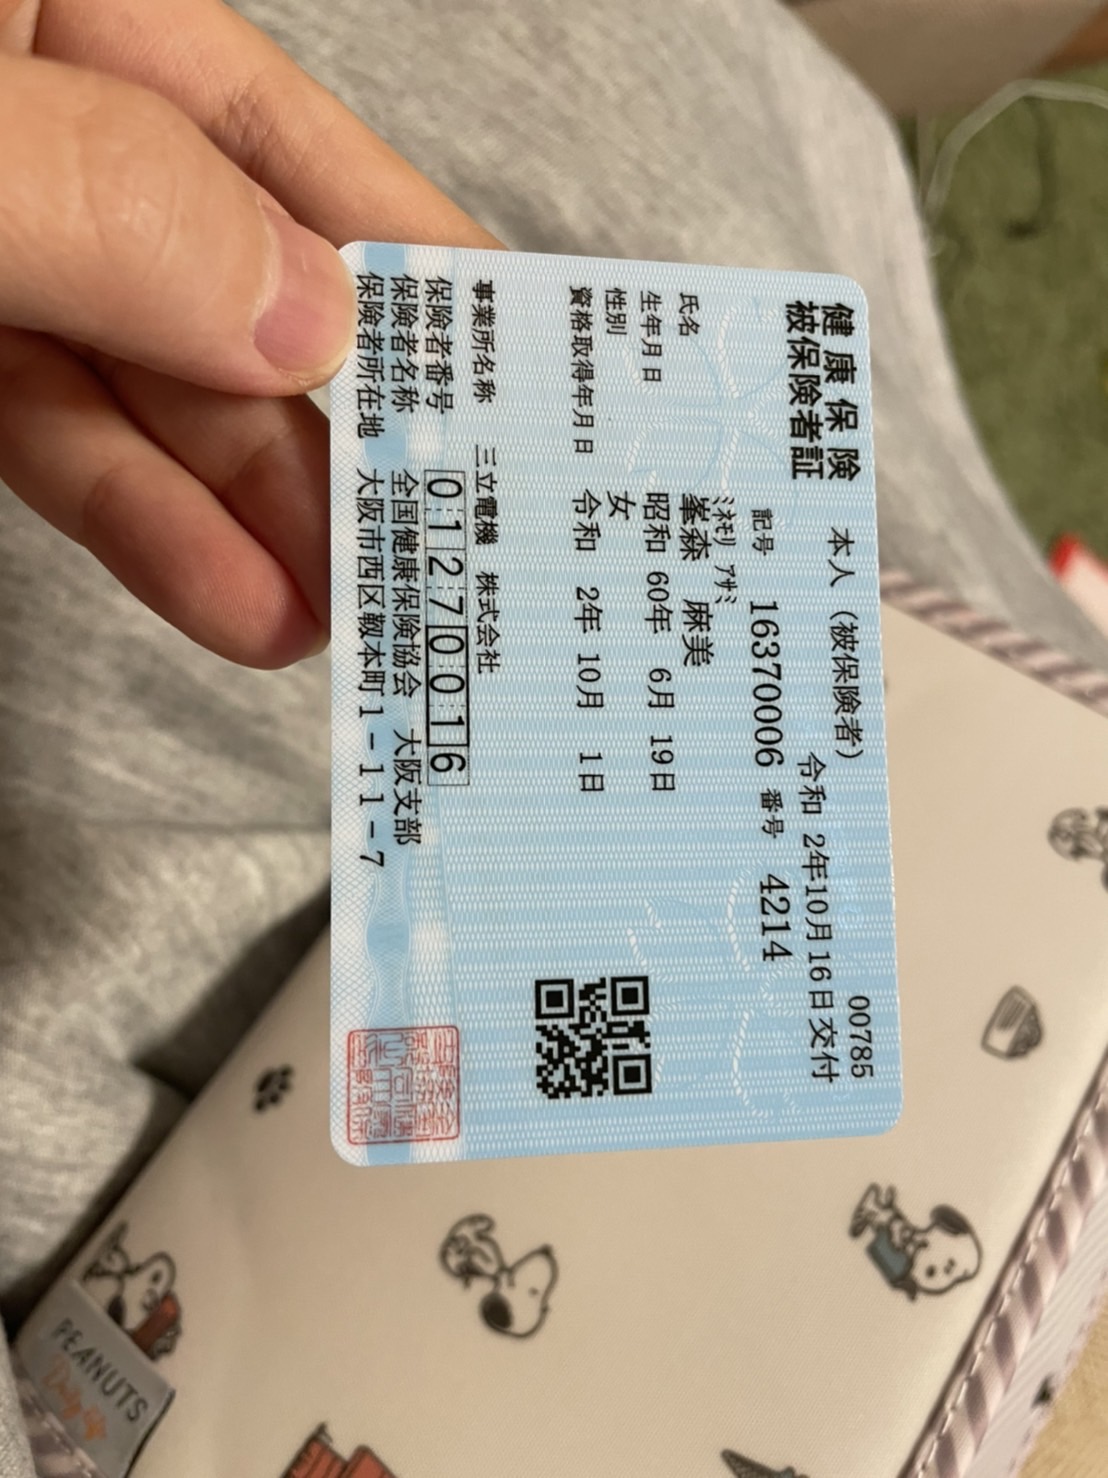 健康保険 本人（被保険者） 00785
被保険者証 令和 2年10月16日交付
記号 16370006 番号 4214
ミネモリ アサミ
氏名 峯森 麻美
生年月日 昭和 60年 6月 19日
性別 女
資格取得年月日 令和 2年 10月 1日
事業所名称 三立電機 株式会社
保険者番号 01270016
保険者名称 全国健康保険協会 大阪支部
保険者所在地 大阪市西区靱本町1-11-7
PEANUTS